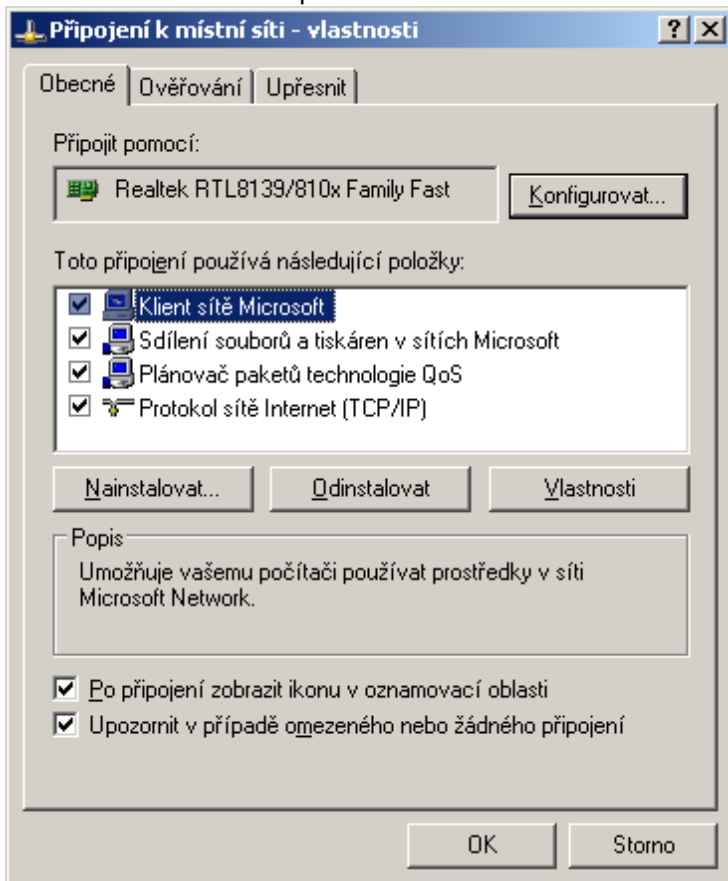 Připojení k místní síti - vlastnosti
Obecné Ověřování Upřesnit
Připojit pomocí:
Realtek RTL8139/810x Family Fast Konfigurovat...
Toto připojení používá následující položky:
Klient sítě Microsoft
Sdílení souborů a tiskáren v sítích Microsoft
Plánovač paketů technologie QoS
Protokol sítě Internet (TCP/IP)
Nainstalovat... Odinstalovat Vlastnosti
Popis
Umožňuje vašemu počítači používat prostředky v síti
Microsoft Network.
Po připojení zobrazit ikonu v oznamovací oblasti
Upozornit v případě omezeného nebo žádného připojení
OK Storno